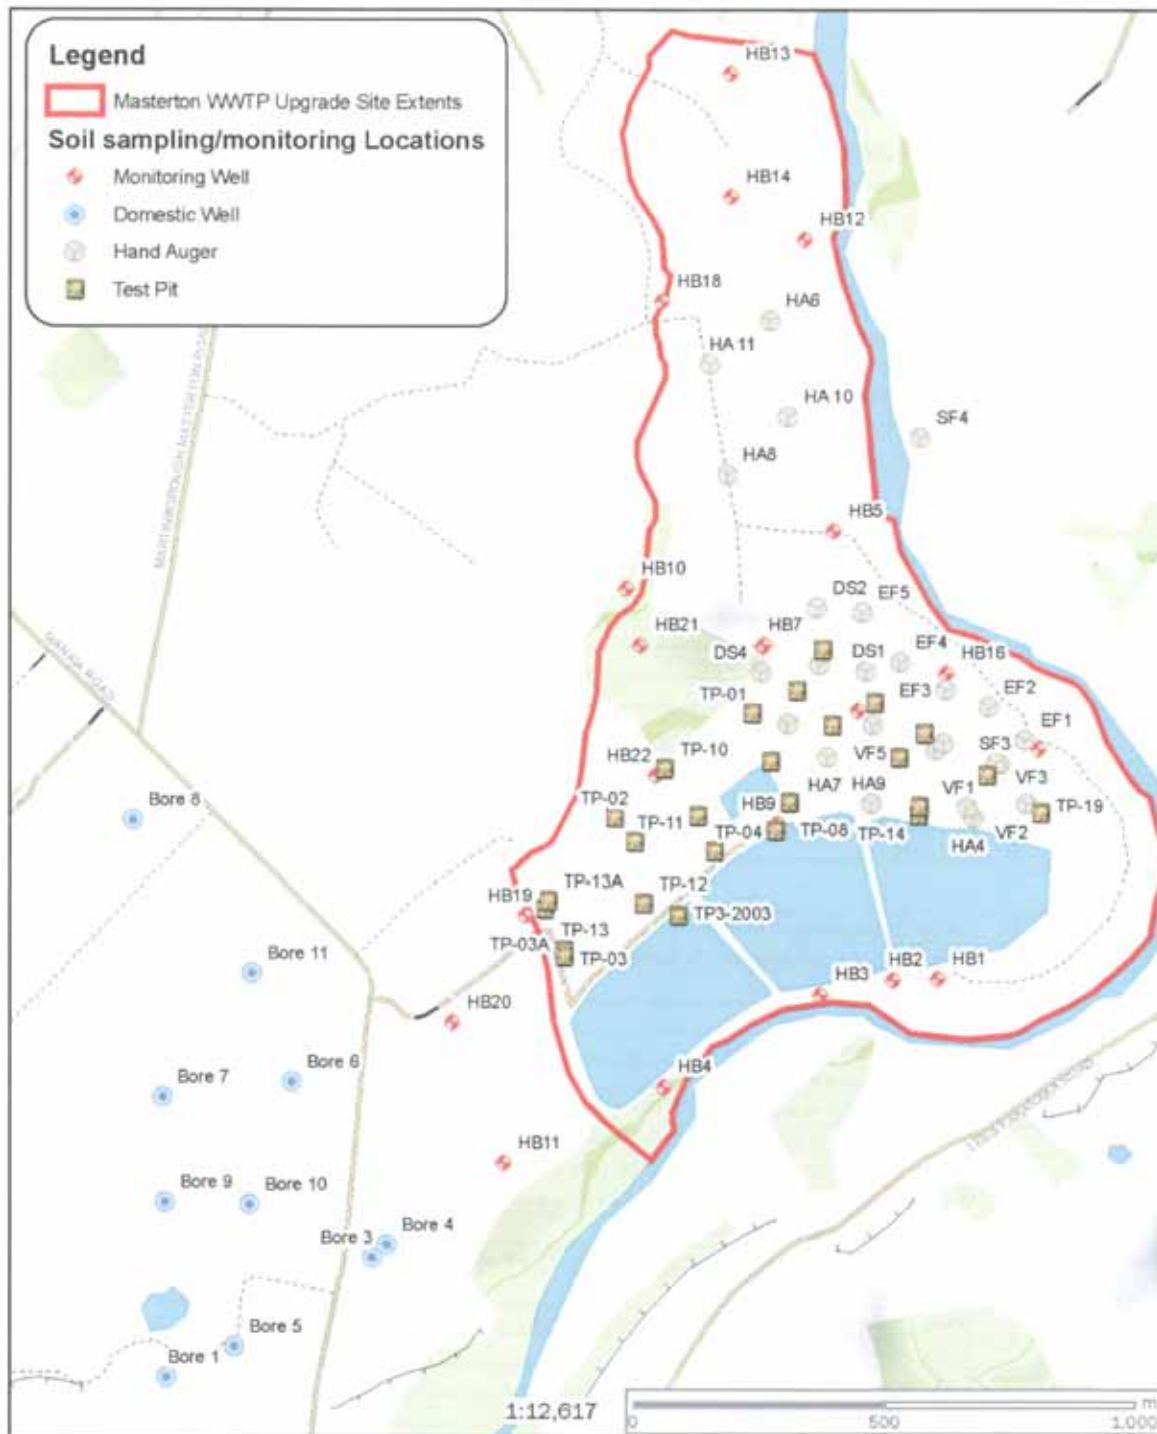 Legend
Masterton WWTP Upgrade Site Extents
Soil sampling/monitoring Locations
Monitoring Well
Domestic Well
Hand Auger
Test Pit
HB13
HB14
HB12
HB18
HA6
HA 11
HA 10
SF4
HA8
HB5
MARTINBOROUGH MASTERTON ROAD
HB10
DS2
EF5
HB21
HB7
EF4
HB16
DS4
DS1
TP-01
EF3
EF2
EF1
HB22
TP-10
VF5
SF3
HA7
HA9
VF1
VF3
TP-19
Bore 8
TP-02
TP-11
TP-04
HB9
TP-08
TP-14
HA4
VF2
HB19
TP-13A
TP-12
TP3-2003
TP-13
TP-03A
TP-03
Bore 11
HB3
HB2
HB1
HB20
Bore 6
Bore 7
HB4
HB11
Bore 9
Bore 10
Bore 3
Bore 4
Bore 5
Bore 1
1:12,617
m
0
500
1,000